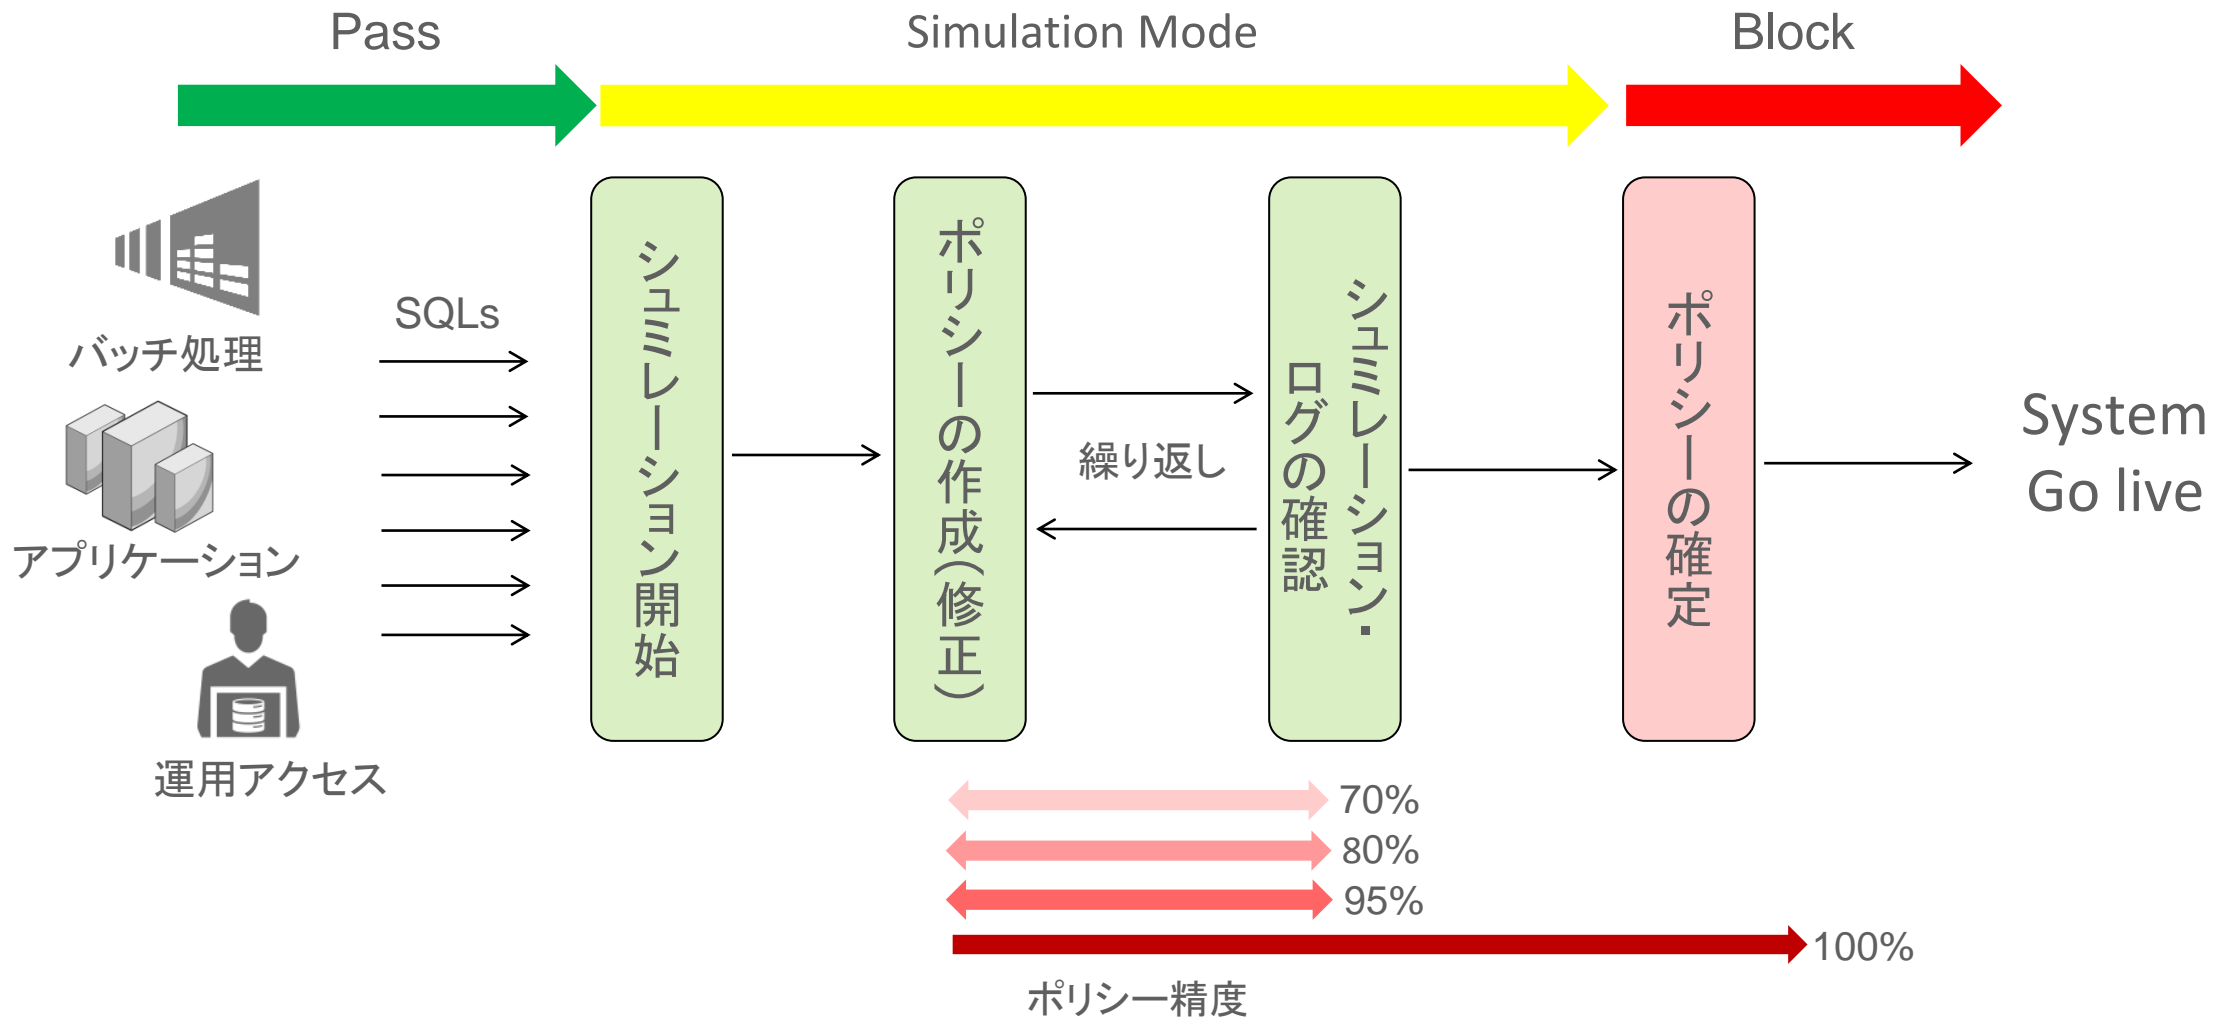 Pass
Simulation Mode
Block
バッチ処理
アプリケーション
運用アクセス
SQLs
シュミレーション開始
ポリシーの作成(修正)
繰り返し
シュミレーション・
ログの確認
ポリシーの確定
System
Go live
70%
80%
95%
100%
ポリシー精度